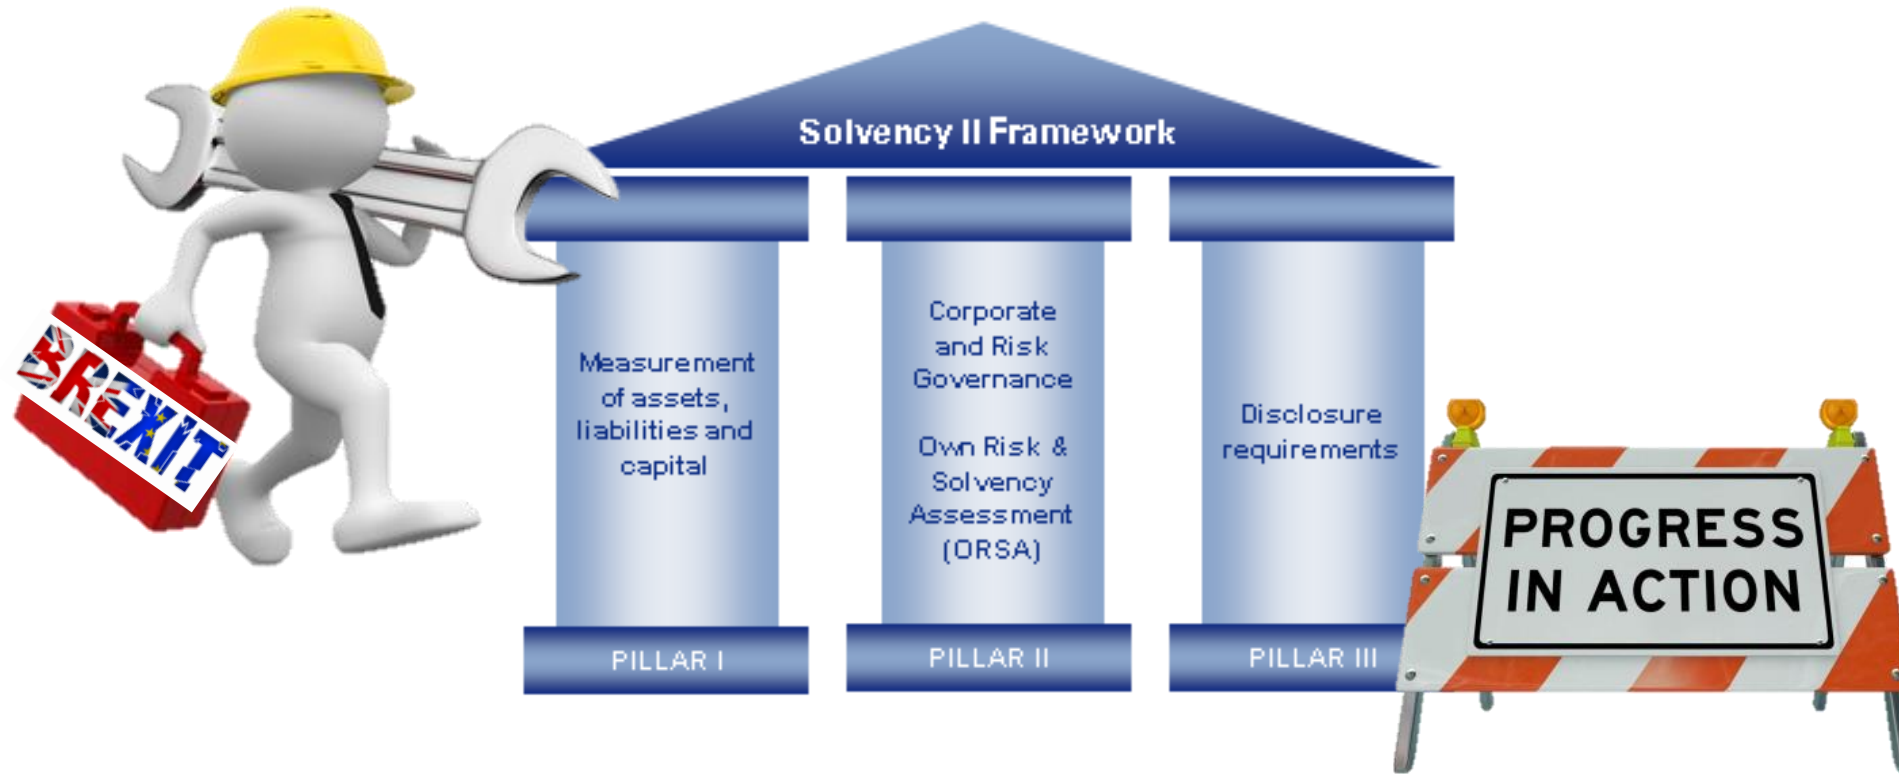 Solvency II Framework
BREXIT
Measurement
of assets,
liabilities and
capital
PILLAR I
Corporate
and Risk
Governance
Own Risk &
Solvency
Assessment
(ORSA)
PILLAR II
Disclosure
requirements
PILLAR III
PROGRESS
IN ACTION